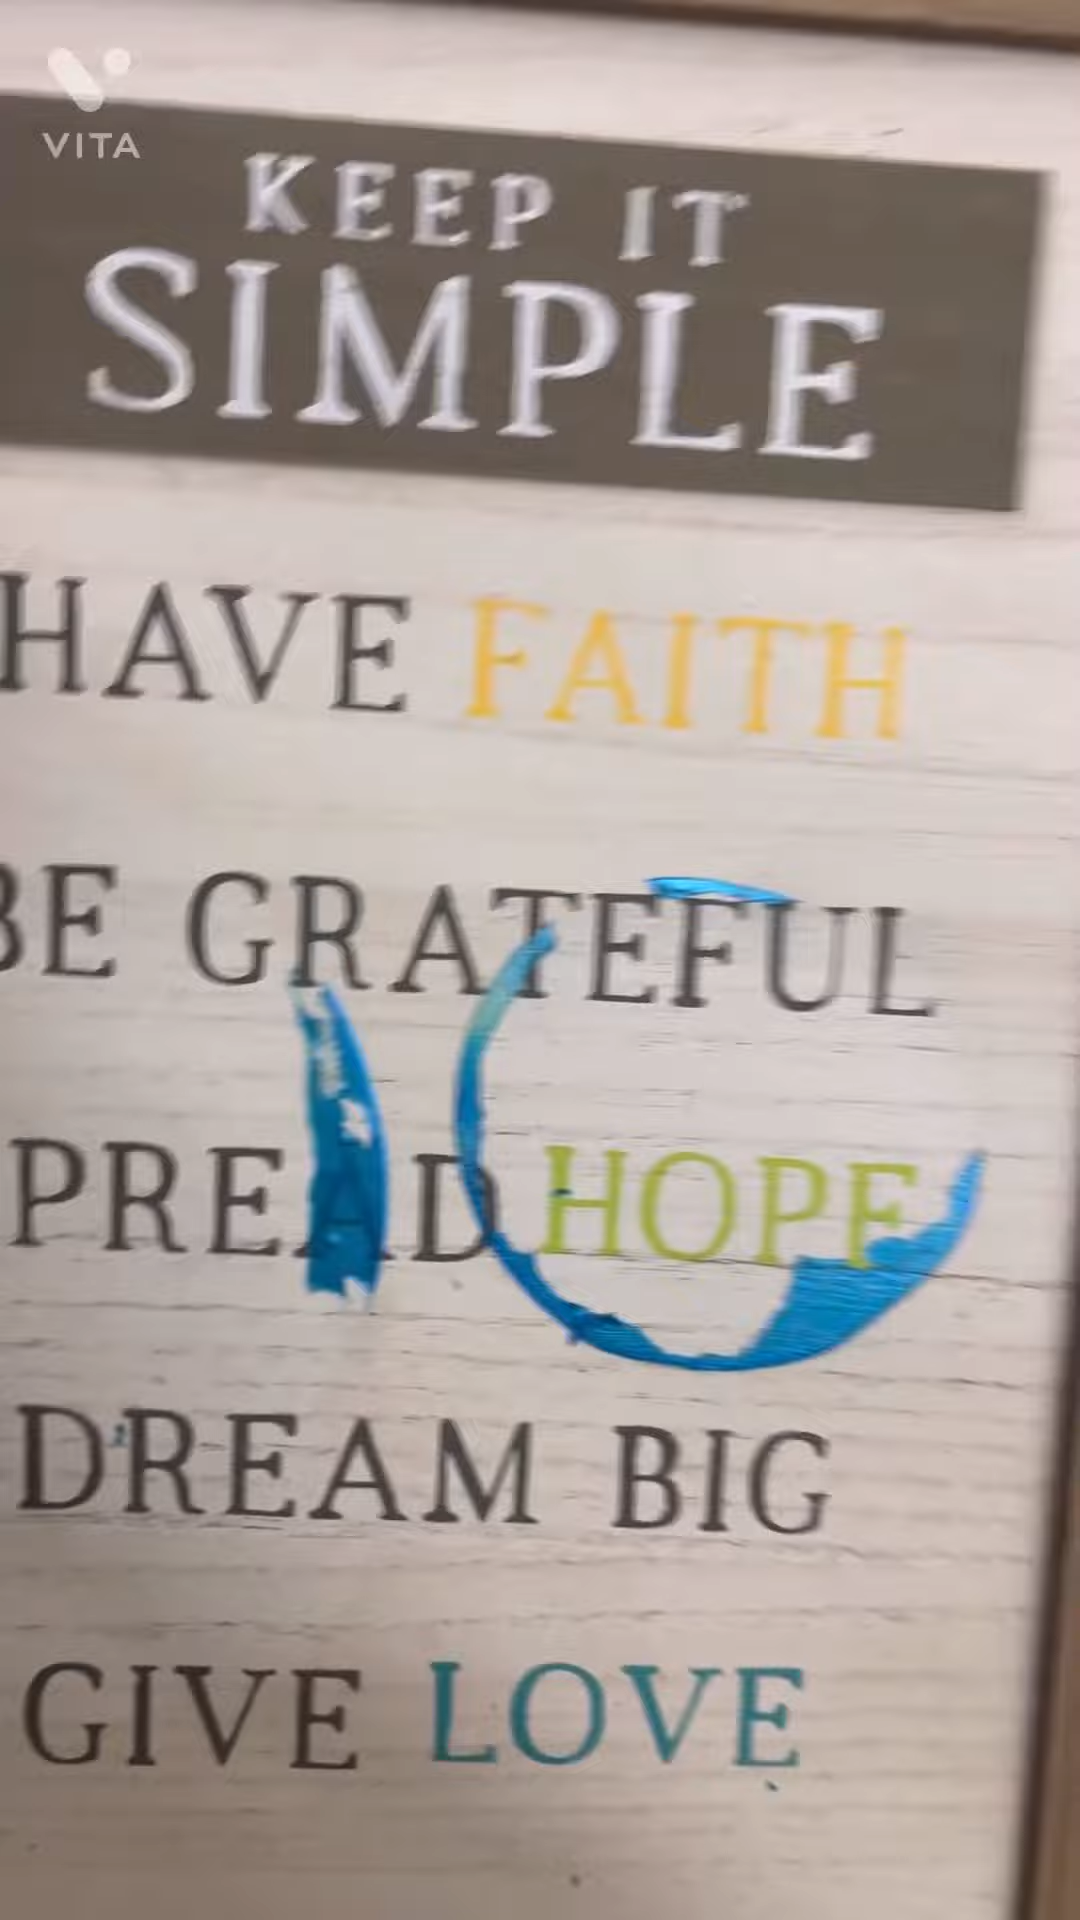 VITA
KEEP IT
SIMPLE
HAVE FAITH
BE GRATEFUL
PREAD HOPE
DREAM BIG
GIVE LOVE